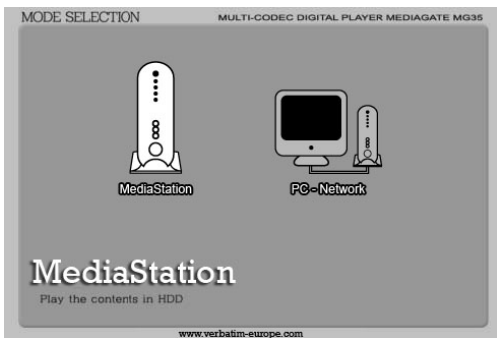 MODE SELECTION
MULTI-CODEC DIGITAL PLAYER MEDIAGATE MG35
MediaStation
PC - Network
MediaStation
Play the contents in HDD
www.verbatim-europe.com